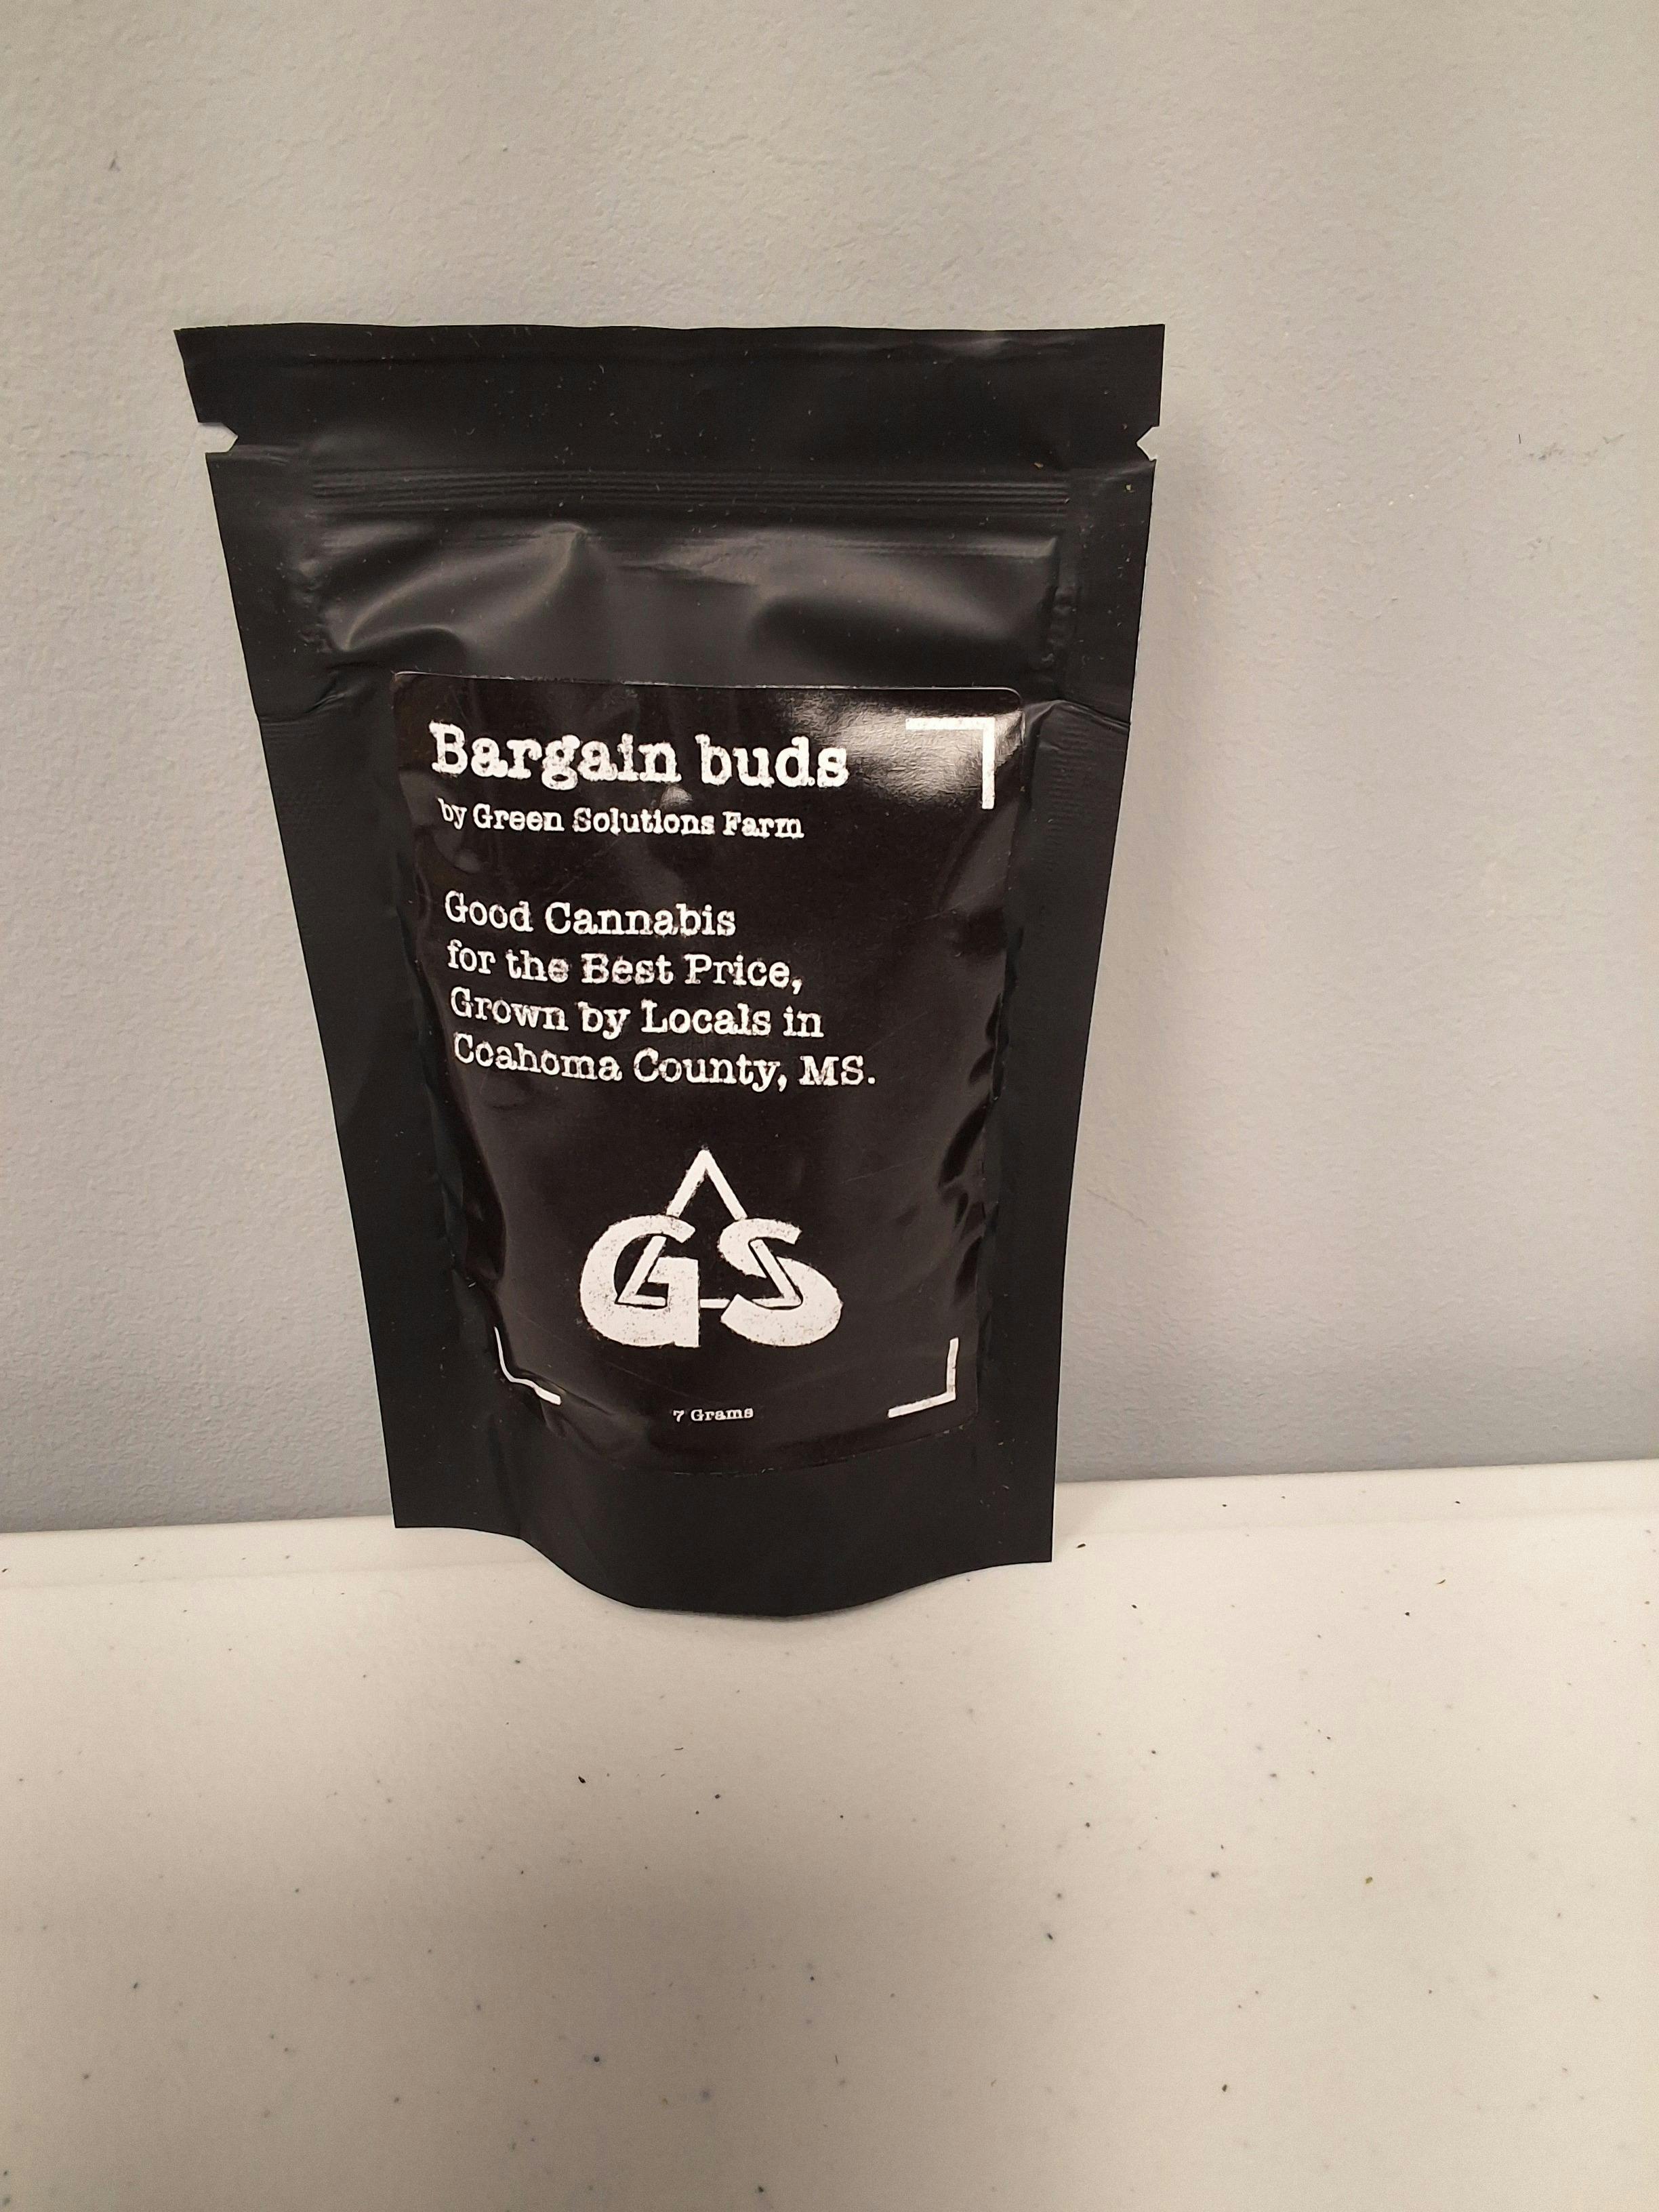 Bargain buds
by Green Solutions Farm
Good Cannabis
for the Best Price,
Grown by Locals in
Coahoma County, MS.
GS
7 Grams